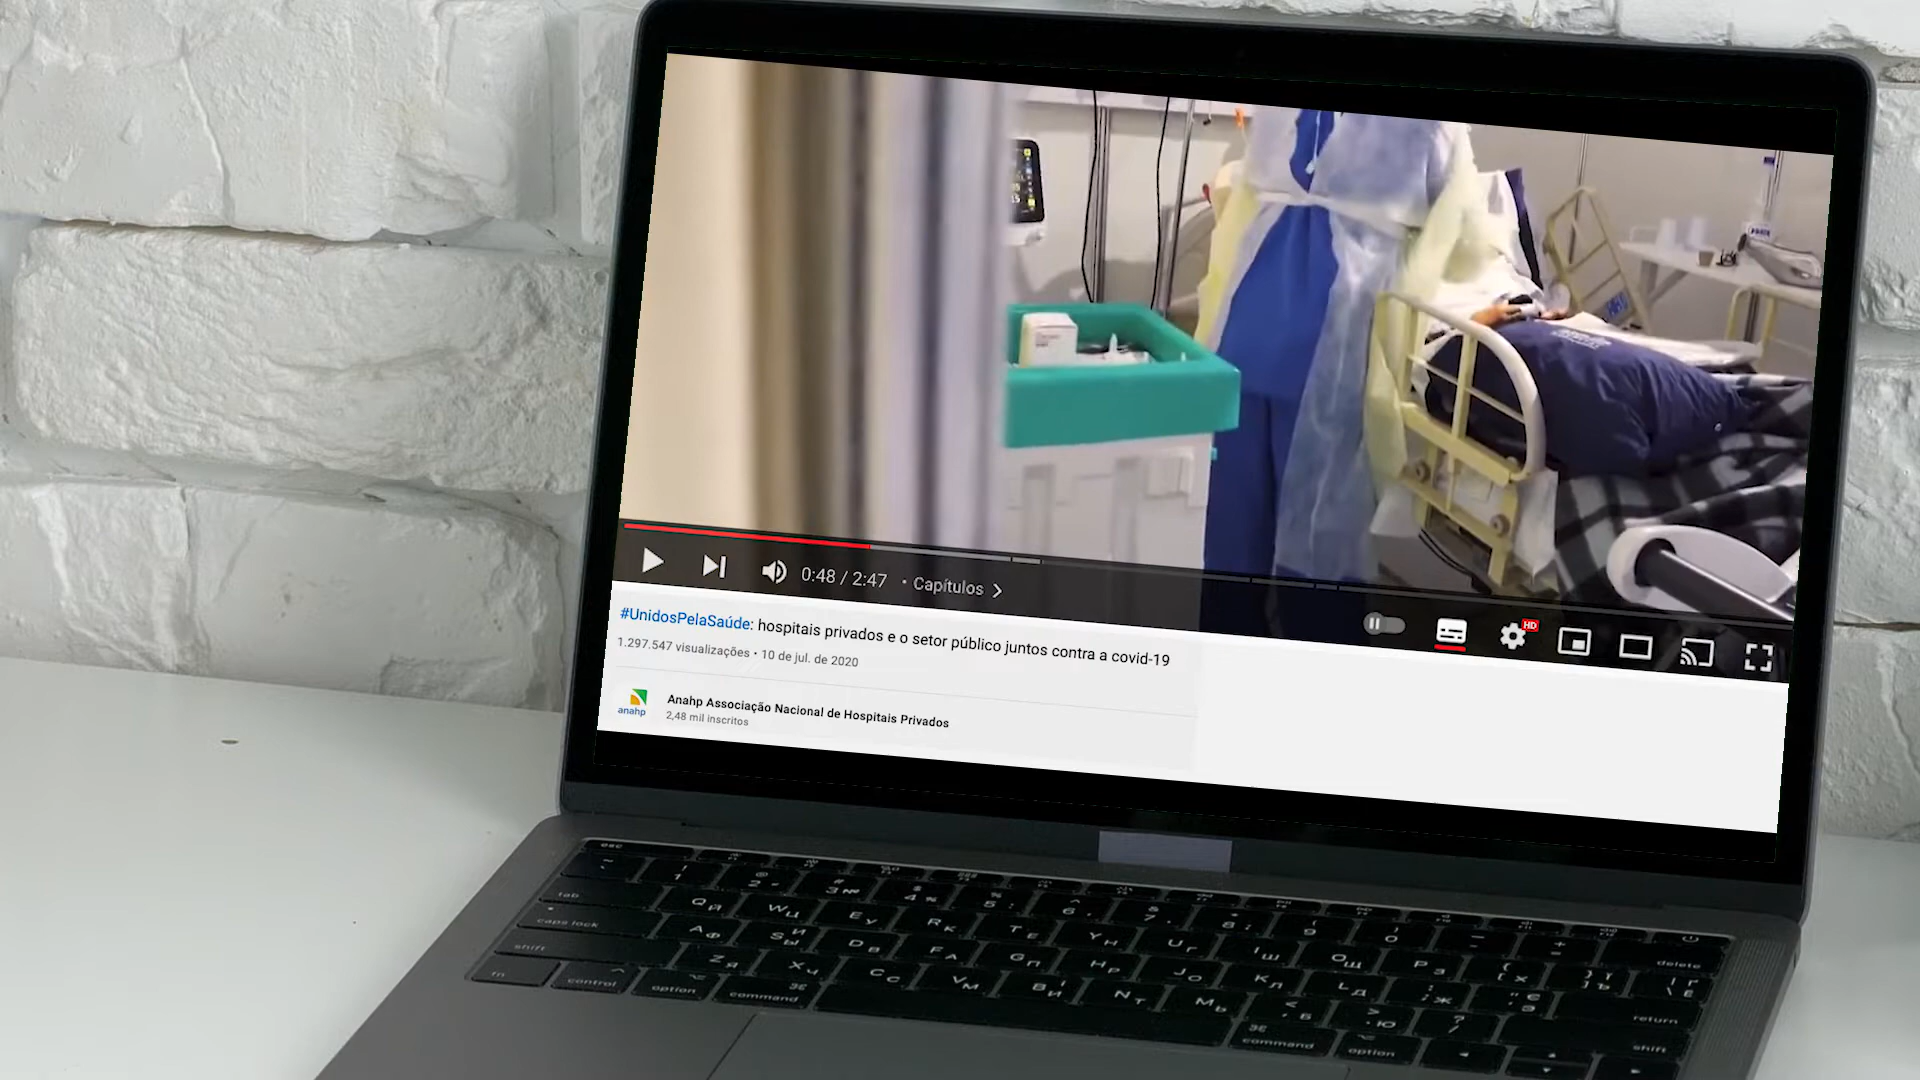 0:48 / 2:47 • Capítulos
HD
#UnidosPelaSaúde: hospitais privados e o setor público juntos contra a covid-19
1.297.547 visualizações • 10 de jul. de 2020
anahp
Anahp Associação Nacional de Hospitais Privados
2,48 mil inscritos
esc
tab
caps lock
shift
fn
control
option
command
command
option
delete
return
shift